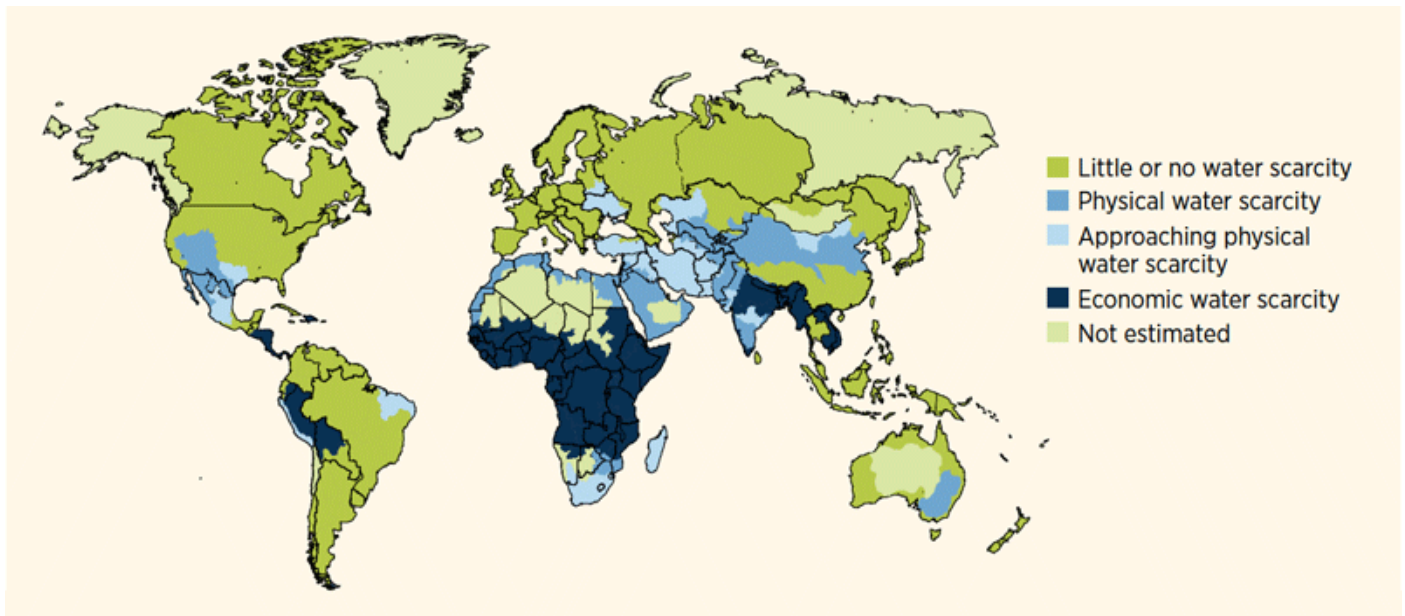 Little or no water scarcity
Physical water scarcity
Approaching physical
water scarcity
Economic water scarcity
Not estimated